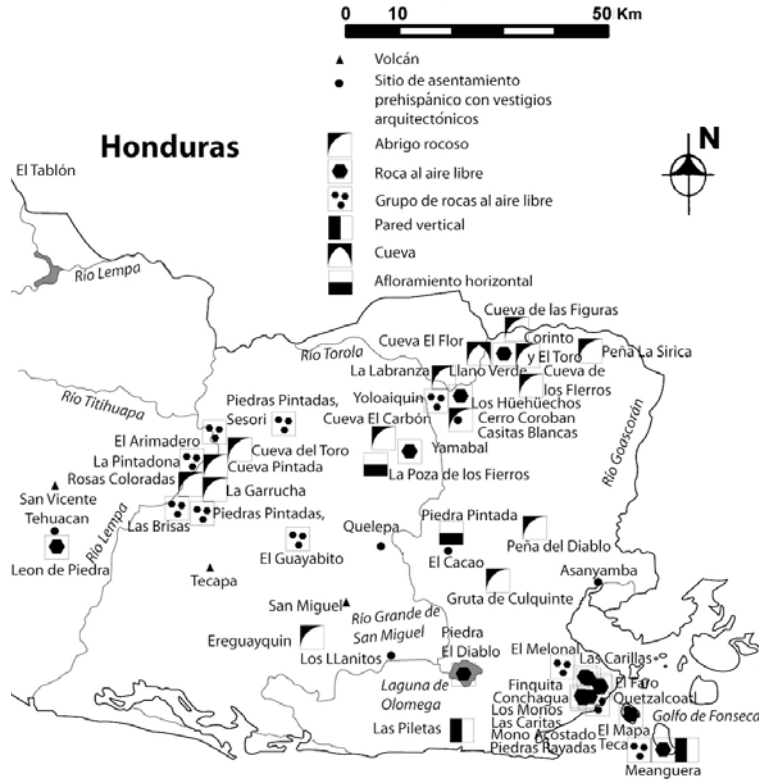 0 10 50 Km
Volcán
Sitio de asentamiento
prehispánico con vestigios
arquitectónicos
Abrigo rocoso
Roca al aire libre
Grupo de rocas al aire libre
Pared vertical
Cueva
Afloramiento horizontal
N
Honduras
El Tablón
Río Lempa
Cueva de las Figuras
Río Torola
Cueva El Flor
Corinto
y El Toro
Peña La Sirica
La Labranza
Llano Verde
Cueva de
los FIerros
Río Titihuapa
Piedras Pintadas,
Sesori
Yoloaiquin
Los Hüehüechos
Cueva El Carbón
Cerro Coroban
Casitas Blancas
El Arimadero
Cueva del Toro
Yamabal
La Pintadona
Cueva Pintada
La Poza de los Fierros
Río Goascorán
Rosas Coloradas
La Garrucha
San Vicente
Tehuacan
Río Lempa
Las Brisas
Piedras Pintadas,
Quelepa
Piedra Pintada
Peña del Diablo
Leon de Piedra
El Guayabito
El Cacao
Asanyamba
Tecapa
Gruta de Culquinte
San Miguel
Río Grande de
San Miguel
Ereguayquin
Los LLanitos
Piedra
El Diablo
El Melonal
Las Carillas
Laguna de
Olomega
Finquita
El Faro
Conchagua
Quetzalcoatl
Los Monos
Las Caritas
Mono Acostado
Piedras Rayadas
Las Piletas
El Mapa
Teca
Golfo de Fonseca
Meanguera